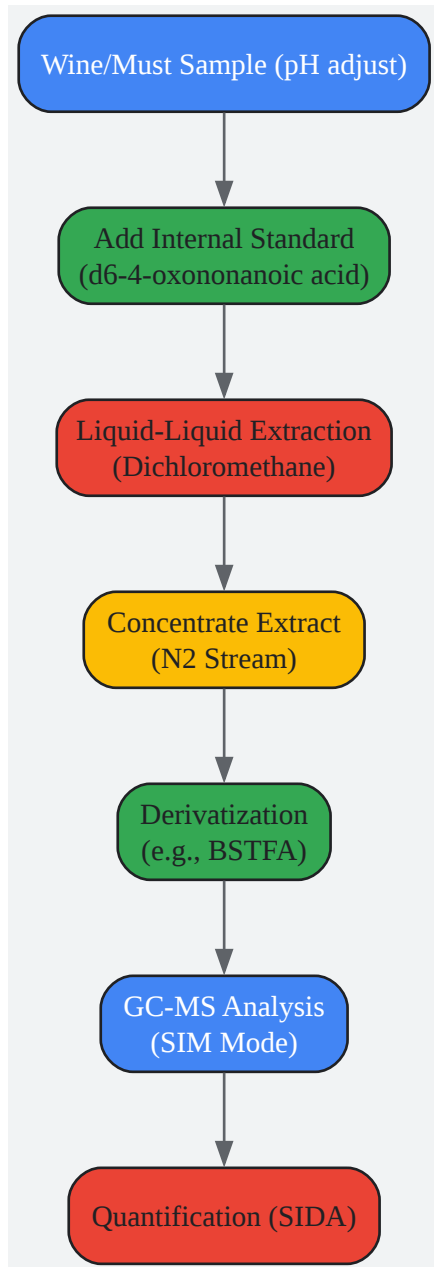 Wine/Must Sample (pH adjust)
Add Internal Standard
(d6-4-oxononanoic acid)
Liquid-Liquid Extraction
(Dichloromethane)
Concentrate Extract
(N2 Stream)
Derivatization
(e.g., BSTFA)
GC-MS Analysis
(SIM Mode)
Quantification (SIDA)